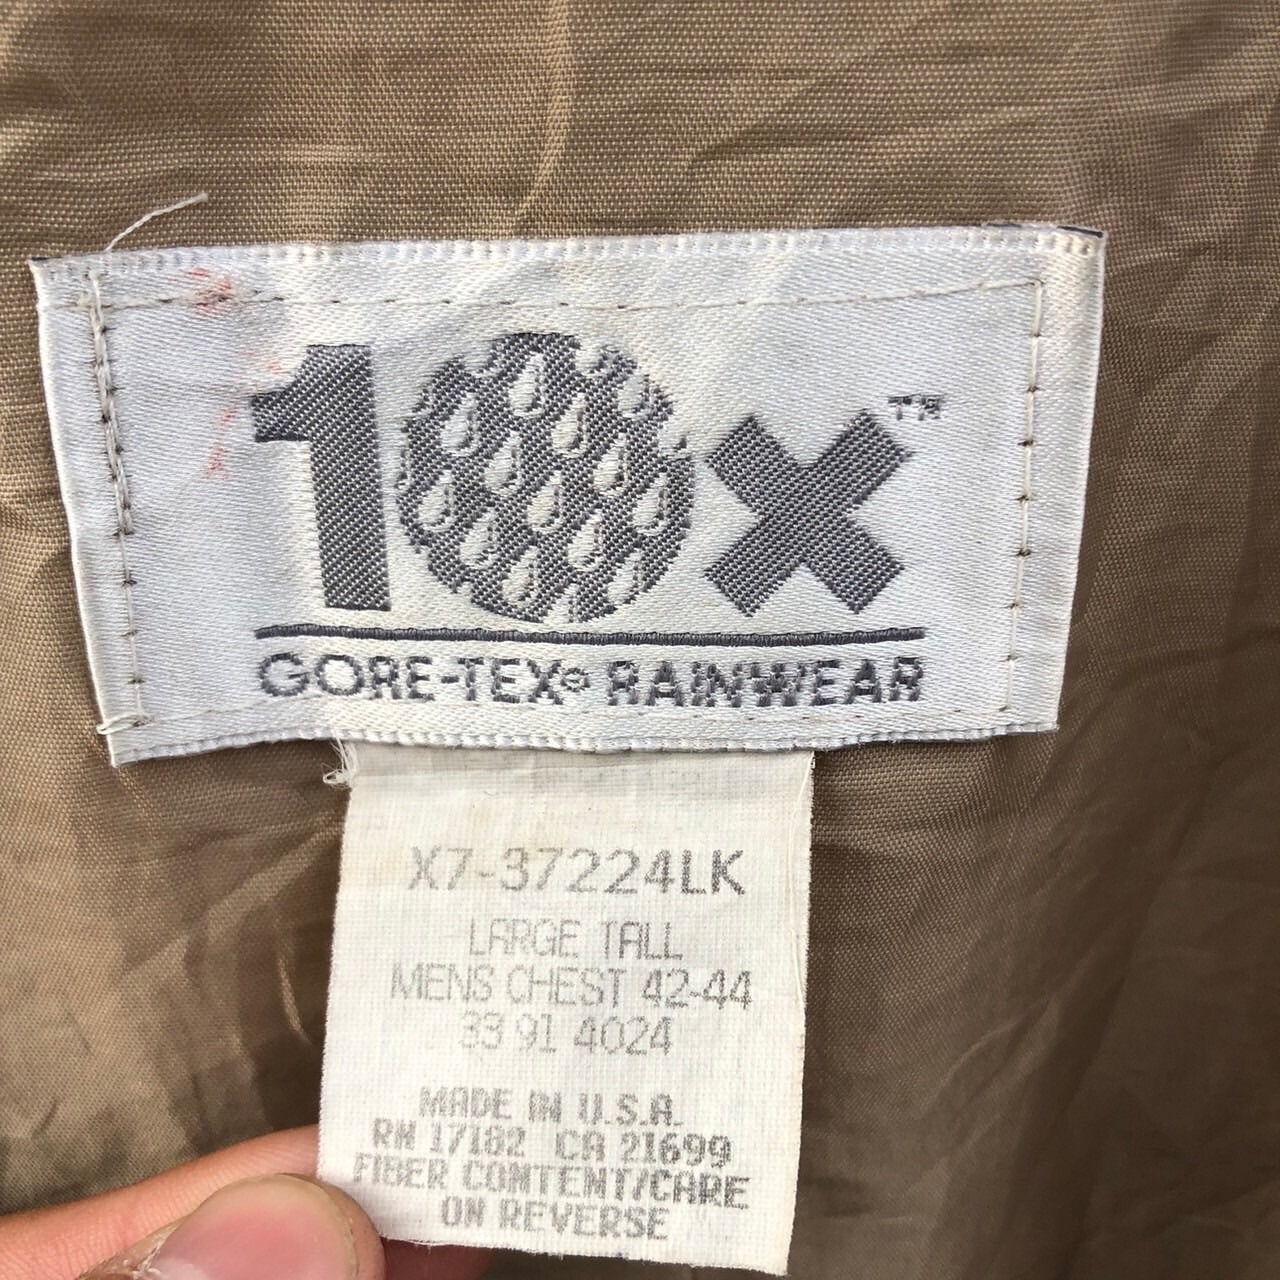 10X™
GORE-TEX® RAINWEAR
X7-37224LK
LARGE TALL
MENS CHEST 42-44
33 91 4024
MADE IN U.S.A.
RN 17182 CA 21699
FIBER CONTENT/CARE
ON REVERSE